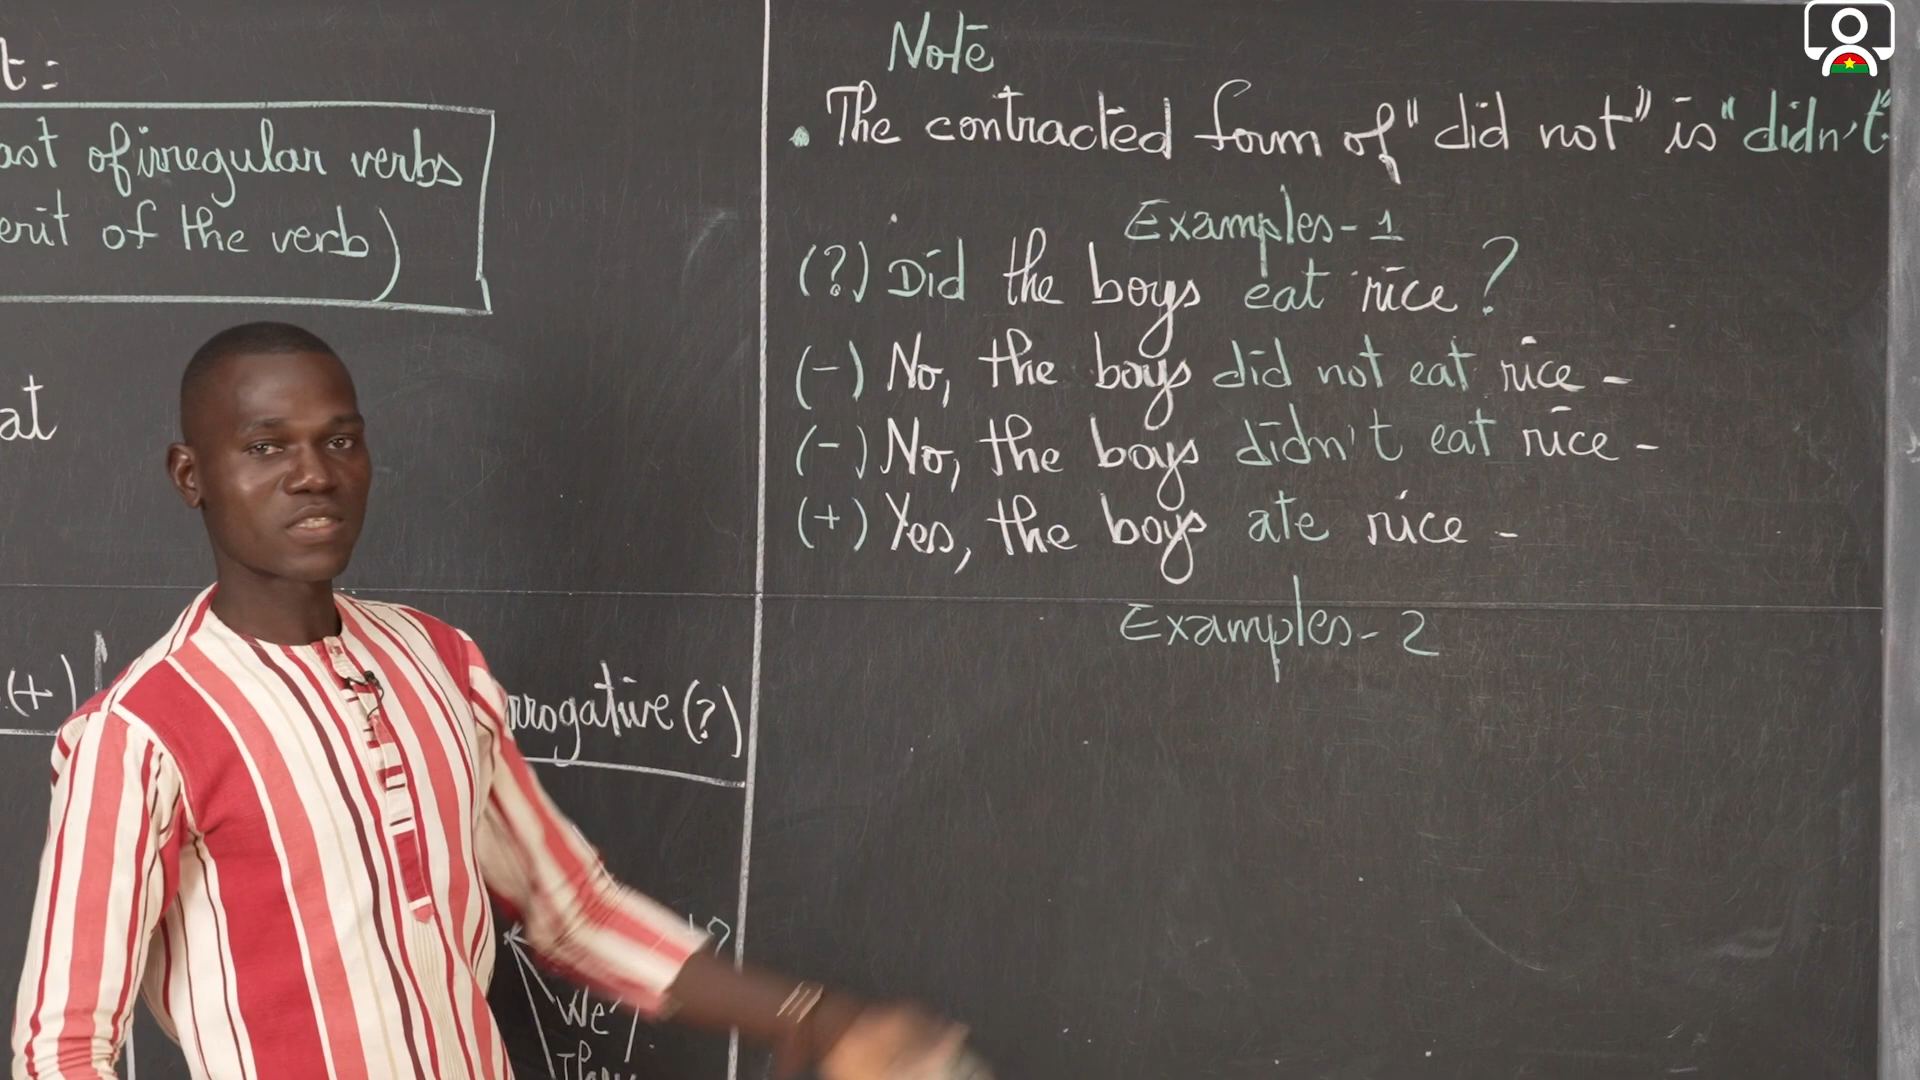 t:
of irregular verbs
of the verb)
at
(+)
(?)
We
Note
• The contracted form of "did not" is "didn't"
Examples - 1
(?) Did the boys eat rice?
(-) No, the boys did not eat rice -
(-) No, the boys didn't eat rice -
(+) Yes, the boys ate rice -
Examples - 2